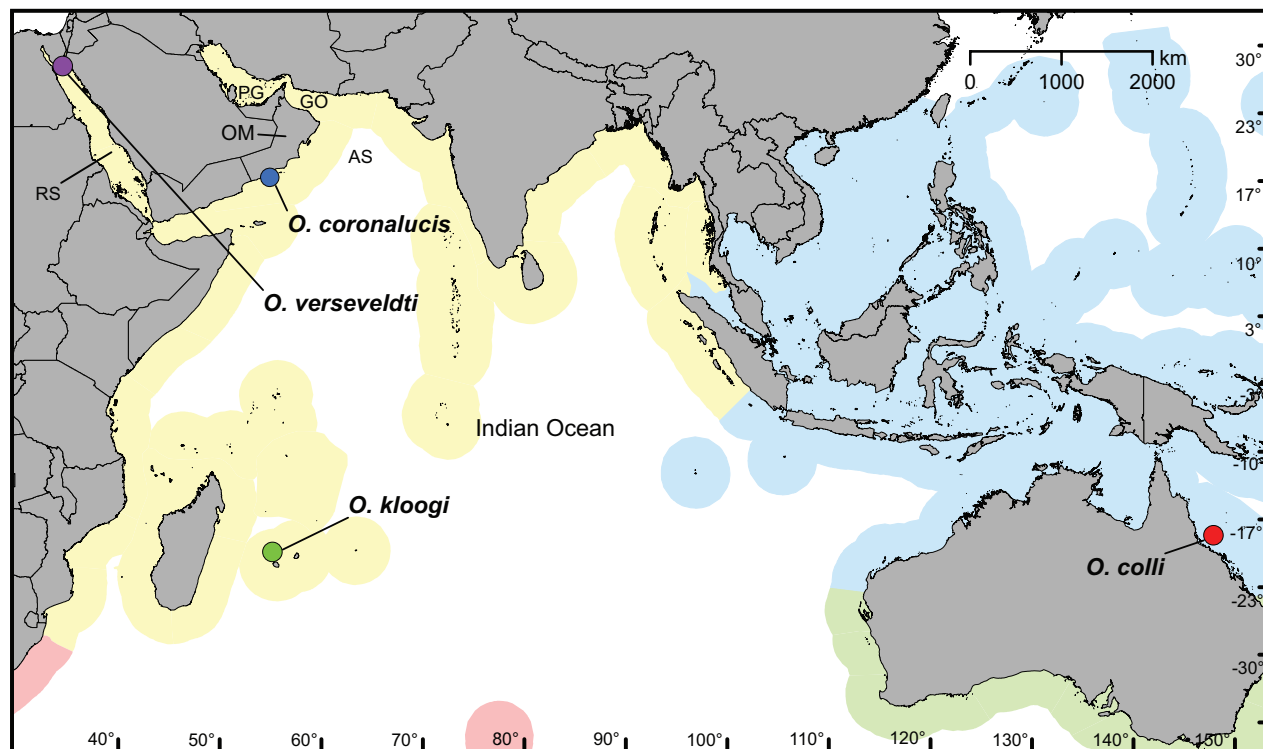 km
0 1000 2000
30°
PG
GO
23°
OM
AS
RS
17°
O. coronalucis
10°
O. verseveldti
3°
-3°
Indian Ocean
-10°
O. kloogi
-17°
O. colli
-23°
-30°
40° 50° 60° 70° 80° 90° 100° 110° 120° 130° 140° 150°